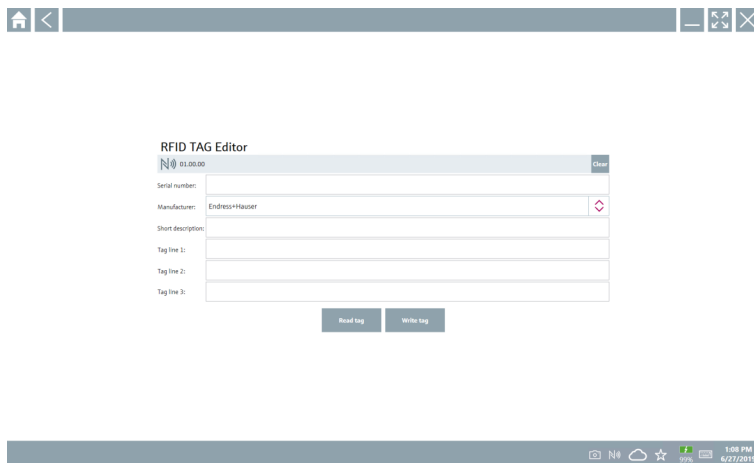 RFID TAG Editor
01.00.00 Clear
Serial number:
Manufacturer: Endress+Hauser
Short description:
Tag line 1:
Tag line 2:
Tag line 3:
Read tag Write tag
99% 1:08 PM